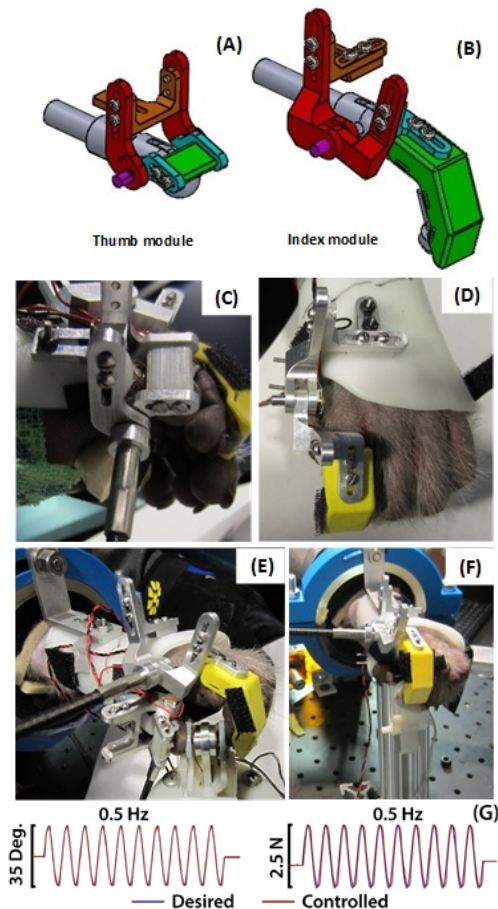 (A)
(B)
Thumb module
Index module
(C)
(D)
(E)
(F)
(G)
0.5 Hz
0.5 Hz
35 Deg.
2.5 N
Desired
Controlled